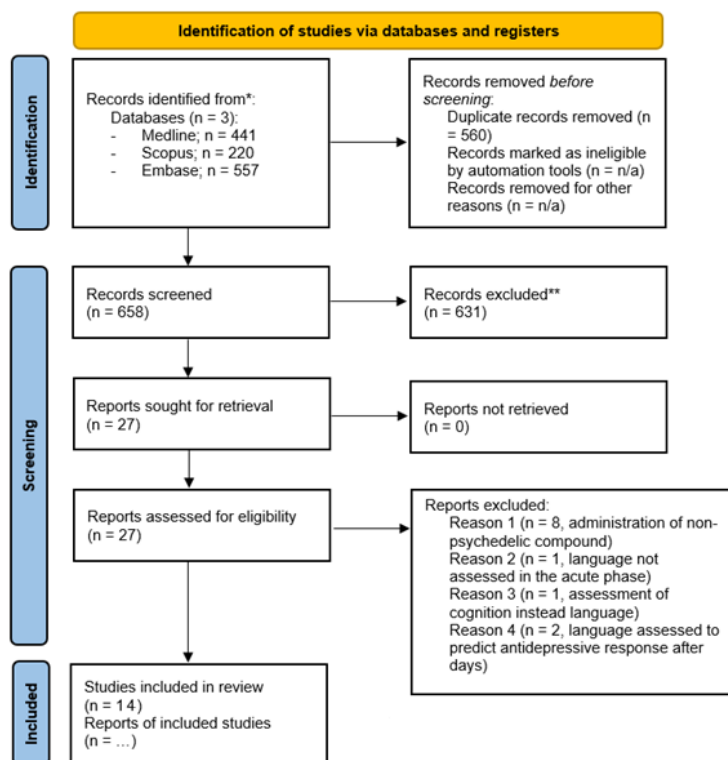 Identification of studies via databases and registers
Identification
Records identified from*:
Databases (n = 3):
- Medline; n = 441
- Scopus; n = 220
- Embase; n = 557
Records removed before
screening:
Duplicate records removed (n
= 560)
Records marked as ineligible
by automation tools (n = n/a)
Records removed for other
reasons (n = n/a)
Screening
Records screened
(n = 658)
Records excluded**
(n = 631)
Reports sought for retrieval
(n = 27)
Reports not retrieved
(n = 0)
Reports assessed for eligibility
(n = 27)
Reports excluded:
Reason 1 (n = 8, administration of non-
psychedelic compound)
Reason 2 (n = 1, language not
assessed in the acute phase)
Reason 3 (n = 1, assessment of
cognition instead language)
Reason 4 (n = 2, language assessed to
predict antidepressive response after
days)
Included
Studies included in review
(n = 14)
Reports of included studies
(n = ...)